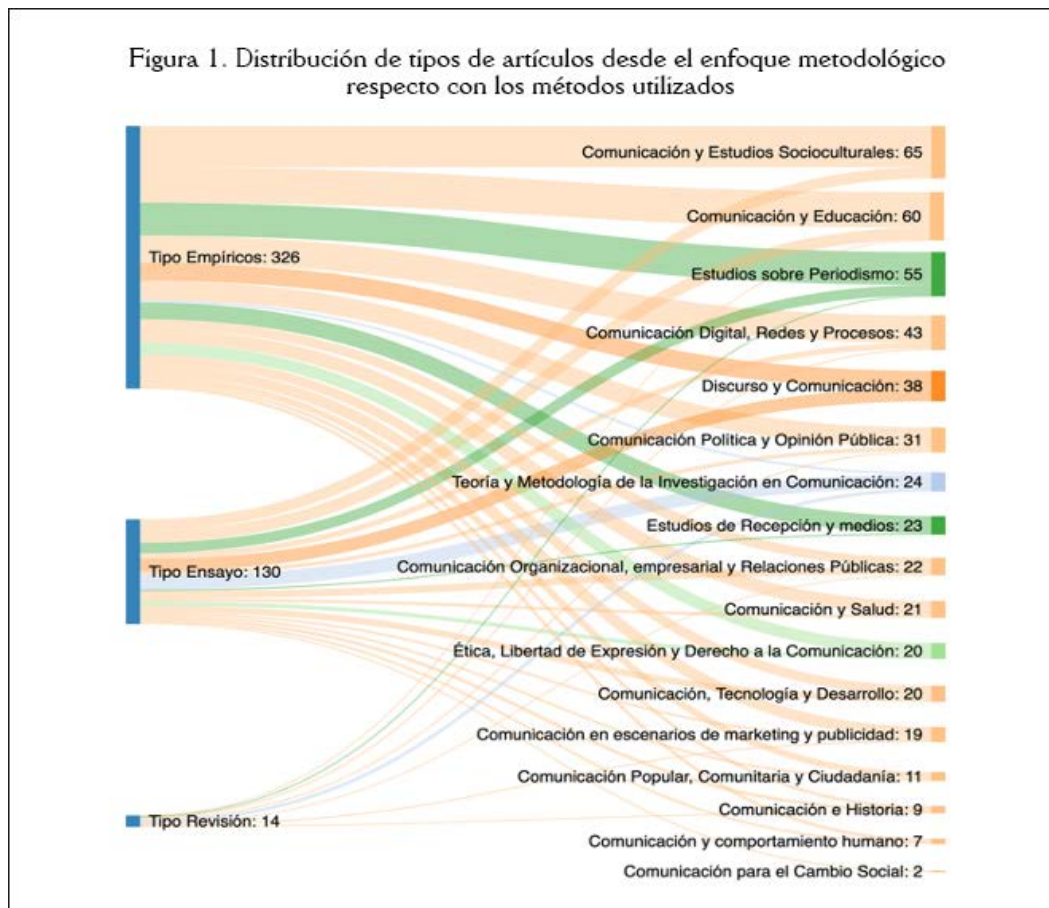 Figura 1. Distribución de tipos de artículos desde el enfoque metodológico
respecto con los métodos utilizados
Comunicación y Estudios Socioculturales: 65
Comunicación y Educación: 60
Tipo Empíricos: 326
Estudios sobre Periodismo: 55
Comunicación Digital, Redes y Procesos: 43
Discurso y Comunicación: 38
Comunicación Política y Opinión Pública: 31
Teoría y Metodología de la Investigación en Comunicación: 24
Estudios de Recepción y medios: 23
Tipo Ensayo: 130
Comunicación Organizacional, empresarial y Relaciones Públicas: 22
Comunicación y Salud: 21
Ética, Libertad de Expresión y Derecho a la Comunicación: 20
Comunicación, Tecnología y Desarrollo: 20
Comunicación en escenarios de marketing y publicidad: 19
Comunicación Popular, Comunitaria y Ciudadanía: 11
Comunicación e Historia: 9
Tipo Revisión: 14
Comunicación y comportamiento humano: 7
Comunicación para el Cambio Social: 2